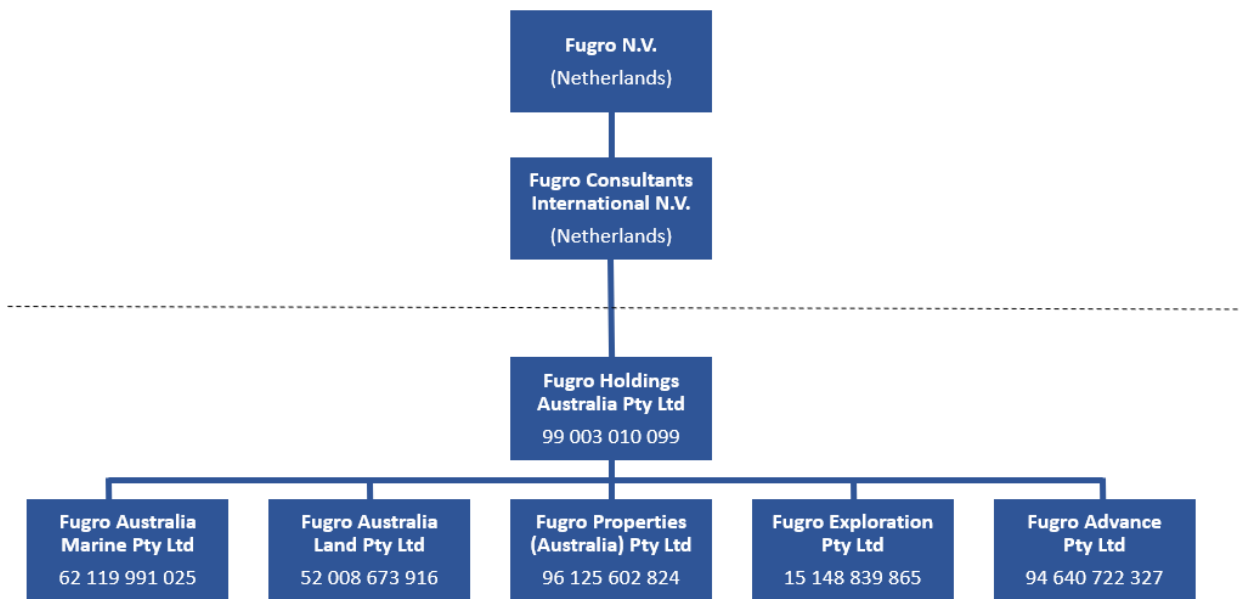 Fugro N.V.
(Netherlands)
Fugro Consultants
International N.V.
(Netherlands)
Fugro Holdings
Australia Pty Ltd
99 003 010 099
Fugro Australia
Marine Pty Ltd
62 119 991 025
Fugro Australia
Land Pty Ltd
52 008 673 916
Fugro Properties
(Australia) Pty Ltd
96 125 602 824
Fugro Exploration
Pty Ltd
15 148 839 865
Fugro Advance
Pty Ltd
94 640 722 327